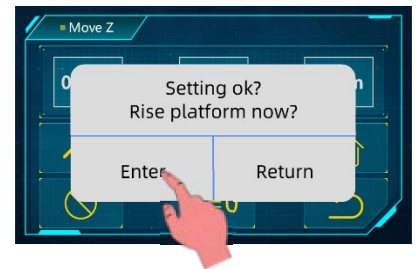 Move Z
Setting ok?
Rise platform now?
Enter
Return